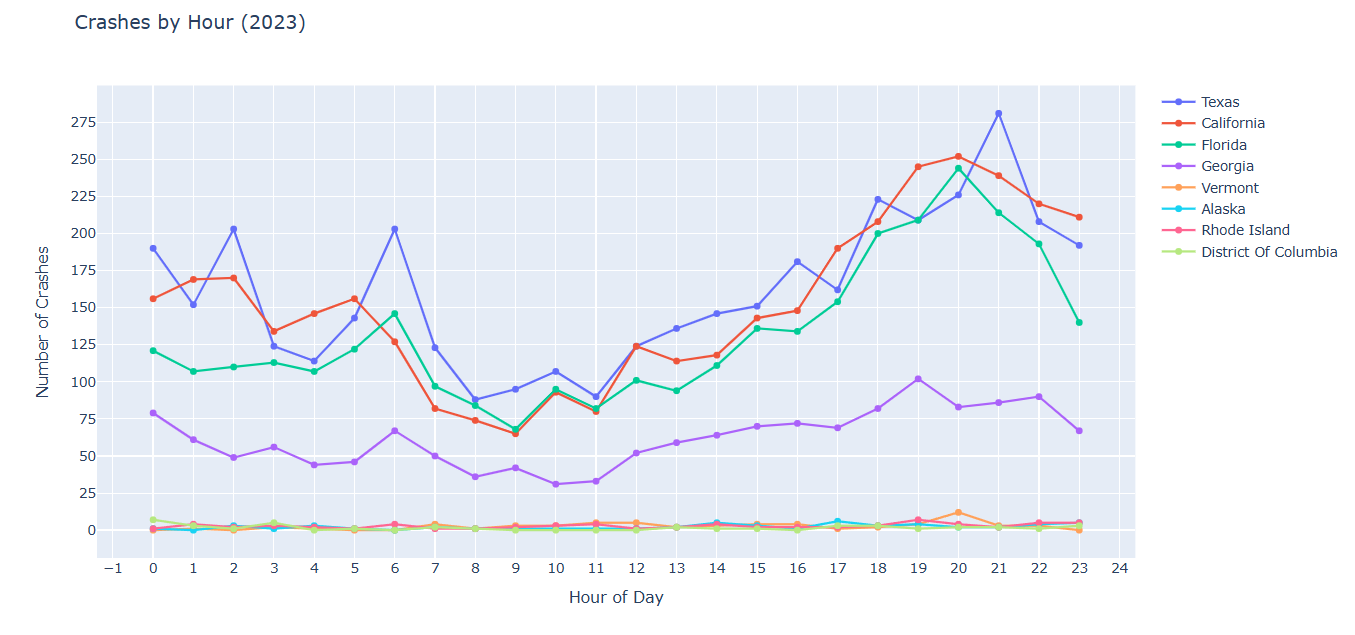 Crashes by Hour (2023)
275
250
225
200
175
150
125
100
75
50
25
0
Number of Crashes
−1 0 1 2 3 4 5 6 7 8 9 10 11 12 13 14 15 16 17 18 19 20 21 22 23 24
Hour of Day
Texas
California
Florida
Georgia
Vermont
Alaska
Rhode Island
District Of Columbia